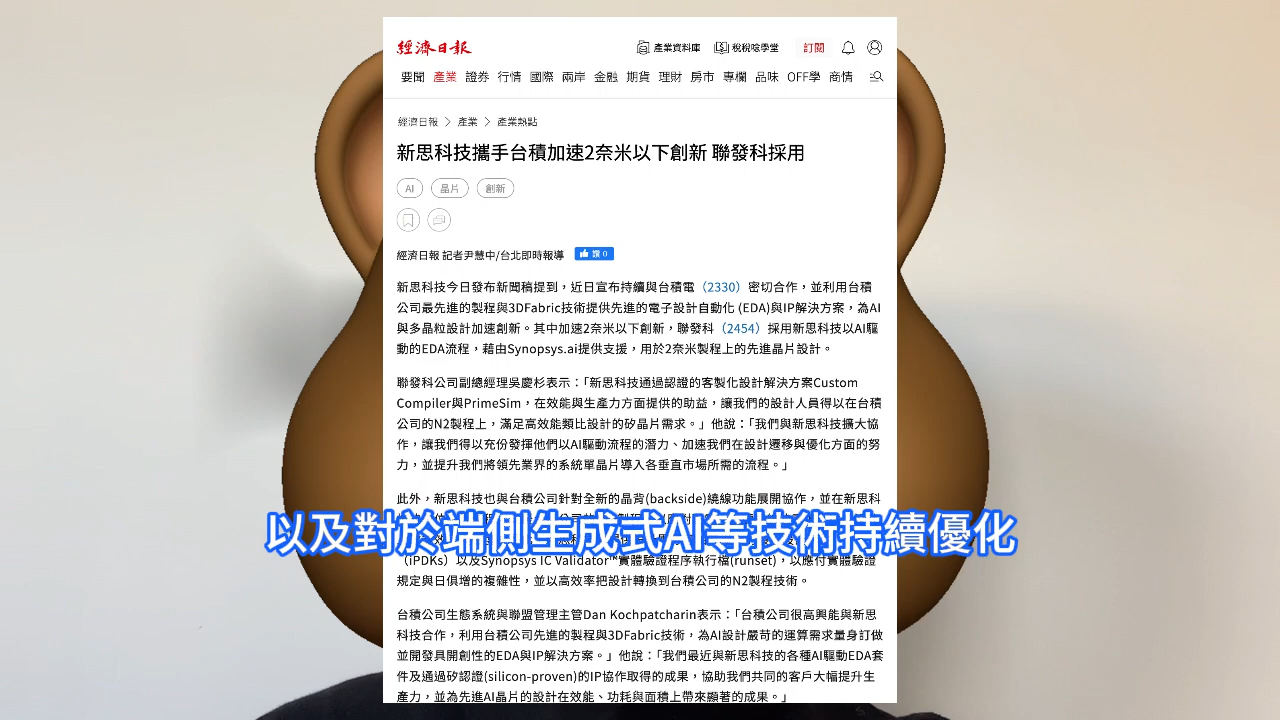 經濟日報
產業資料庫
稅稅唸學堂
訂閱
要聞 產業 證券 行情 國際 兩岸 金融 期貨 理財 房市 專欄 品味 OFF學 商情
經濟日報 > 產業 > 產業熱點
新思科技攜手台積加速2奈米以下創新 聯發科採用
AI 晶片 創新
經濟日報 記者尹慧中/台北即時報導
讚 0
新思科技今日發布新聞稿提到，近日宣布持續與台積電（2330）密切合作，並利用台積
公司最先進的製程與3DFabric技術提供先進的電子設計自動化 (EDA)與IP解決方案，為AI
與多晶粒設計加速創新。其中加速2奈米以下創新，聯發科（2454）採用新思科技以AI驅
動的EDA流程，藉由Synopsys.ai提供支援，用於2奈米製程上的先進晶片設計。
聯發科公司副總經理吳慶杉表示：「新思科技通過認證的客製化設計解決方案Custom
Compiler與PrimeSim，在效能與生產力方面提供的助益，讓我們的設計人員得以在台積
公司的N2製程上，滿足高效能類比設計的矽晶片需求。」他說：「我們與新思科技擴大協
作，讓我們得以充份發揮他們以AI驅動流程的潛力、加速我們在設計遷移與優化方面的努
力，並提升我們將領先業界的系統單晶片導入各垂直市場所需的流程。」
此外，新思科技也與台積公司針對全新的晶背(backside)繞線功能展開協作，並在新思科
以及對於端側生成式AI等技術持續優化
（iPDKs）以及Synopsys IC Validator™實體驗證程序執行檔(runset)，以應付實體驗證
規定與日俱增的複雜性，並以高效率把設計轉換到台積公司的N2製程技術。
台積公司生態系統與聯盟管理主管Dan Kochpatcharin表示：「台積公司很高興能與新思
科技合作，利用台積公司先進的製程與3DFabric技術，為AI設計嚴苛的運算需求量身訂做
並開發具開創性的EDA與IP解決方案。」他說：「我們最近與新思科技的各種AI驅動EDA套
件及通過矽認證(silicon-proven)的IP協作取得的成果，協助我們共同的客戶大幅提升生
產力，並為先進AI晶片的設計在效能、功耗與面積上帶來顯著的成果。」